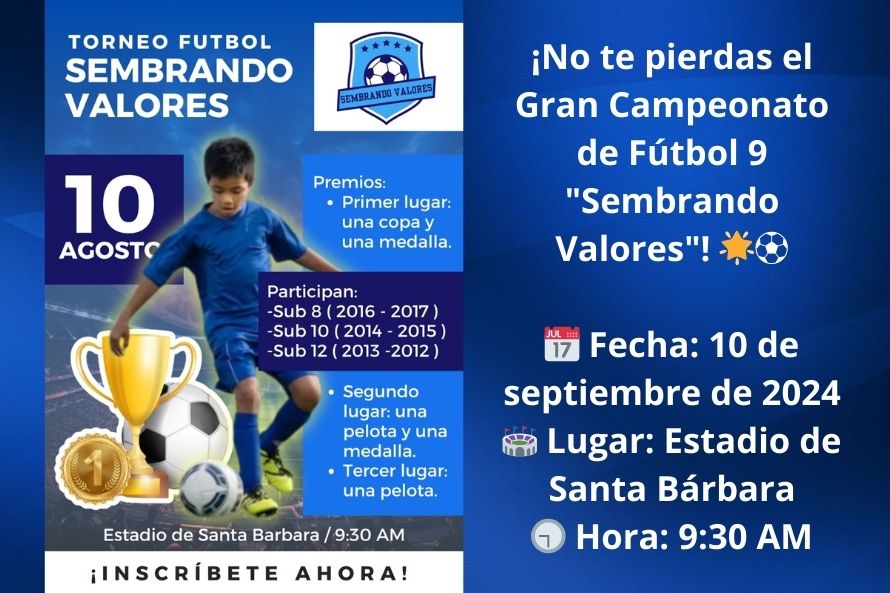 TORNEO FUTBOL
SEMBRANDO
VALORES
SEMBRANDO VALORES
10
AGOSTO
Premios:
• Primer lugar:
una copa y
una medalla.
Participan:
-Sub 8 ( 2016 - 2017 )
-Sub 10 ( 2014 - 2015 )
-Sub 12 ( 2013 -2012 )
• Segundo
lugar: una
pelota y una
medalla.
• Tercer lugar:
una pelota.
1
Estadio de Santa Barbara / 9:30 AM
¡INSCRÍBETE AHORA!
¡No te pierdas el
Gran Campeonato
de Fútbol 9
"Sembrando
Valores"! 🌟⚽
📅 Fecha: 10 de
septiembre de 2024
🏟️ Lugar: Estadio de
Santa Bárbara
🕘 Hora: 9:30 AM